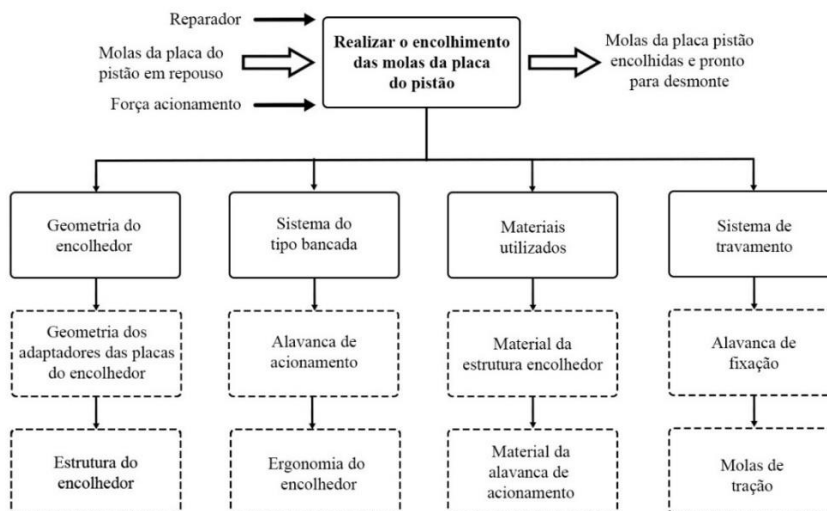 Reparador
Molas da placa do
pistão em repouso
Força acionamento
Realizar o encolhimento
das molas da placa
do pistão
Molas da placa pistão
encolhidas e pronto
para desmonte
Geometria do
encolhedor
Sistema do
tipo bancada
Materiais
utilizados
Sistema de
travamento
Geometria dos
adaptadores das placas
do encolhedor
Alavanca de
acionamento
Material da
estrutura encolhedor
Alavanca de
fixação
Estrutura do
encolhedor
Ergonomia do
encolhedor
Material da
alavanca de
acionamento
Molas de
tração